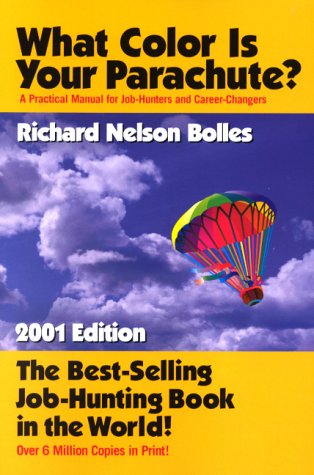 What Color Is
Your Parachute?
A Practical Manual for Job-Hunters and Career-Changers
Richard Nelson Bolles
2001 Edition
The Best-Selling
Job-Hunting Book
in the World!
Over 6 Million Copies in Print!